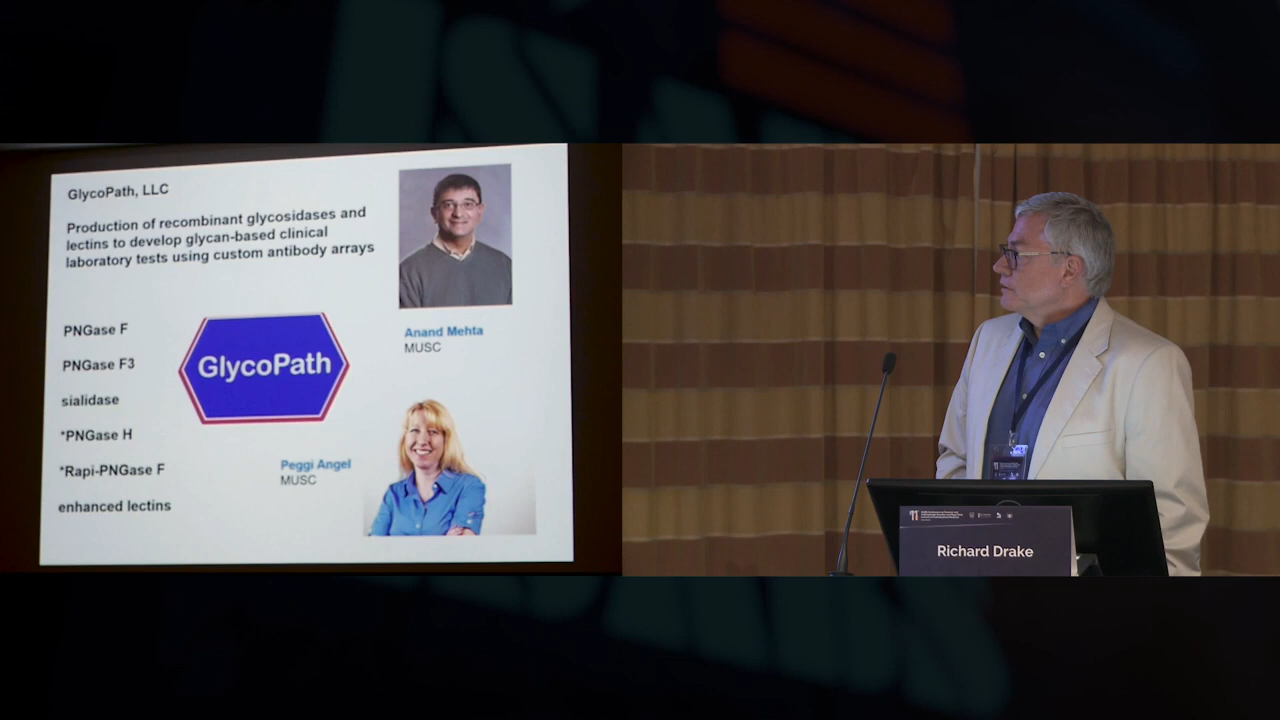 GlycoPath, LLC
Production of recombinant glycosidases and
lectins to develop glycan-based clinical
laboratory tests using custom antibody arrays
PNGase F
PNGase F3
sialidase
*PNGase H
*Rapi-PNGase F
enhanced lectins
GlycoPath
Anand Mehta
MUSC
Peggi Angel
MUSC
11
Richard Drake